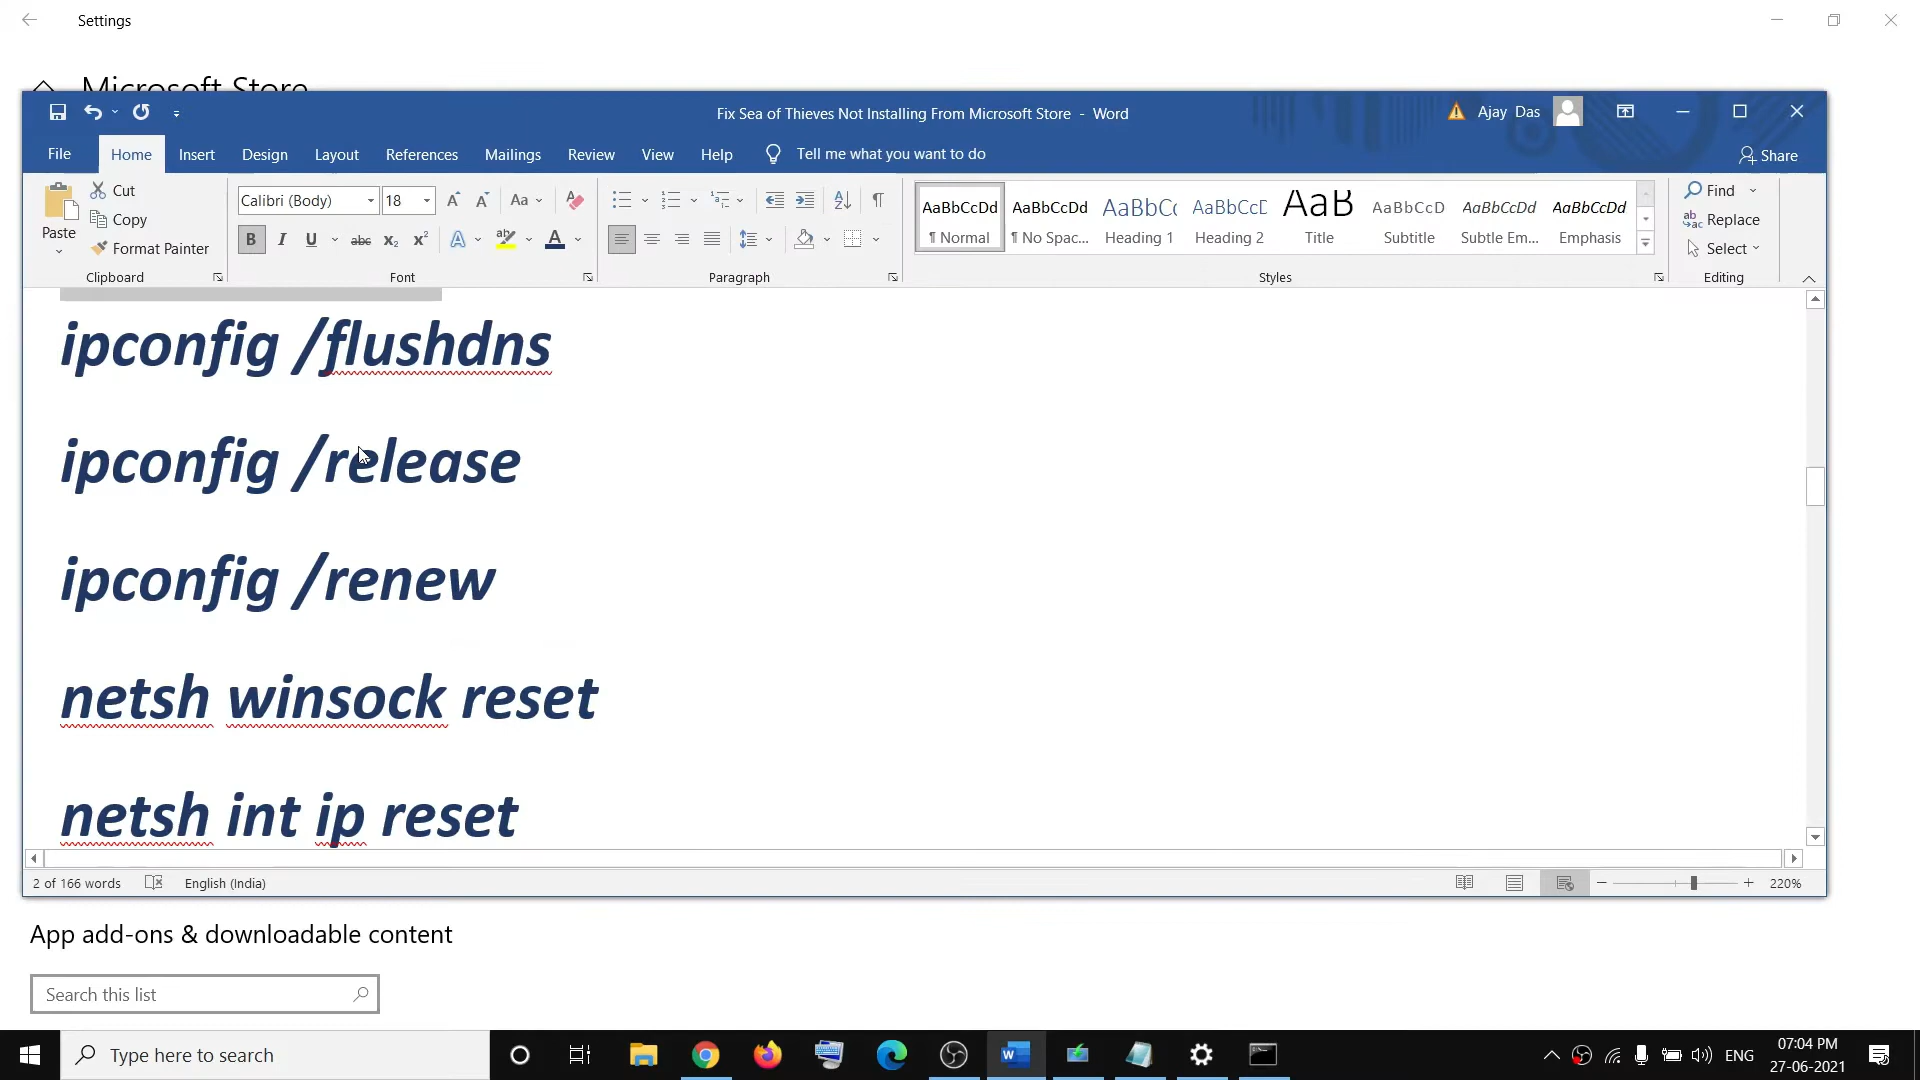 Settings
Microsoft Store
Fix Sea of Thieves Not Installing From Microsoft Store - Word
Ajay Das
File Home Insert Design Layout References Mailings Review View Help Tell me what you want to do Share
Paste
Cut
Copy
Format Painter
Clipboard
Calibri (Body) 18
Font
Paragraph
AaBbCcDd
¶ Normal
AaBbCcDd
¶ No Spac...
AaBbC
Heading 1
AaBbCcC
Heading 2
AaB
Title
AaBbCcD
Subtitle
AaBbCcDd
Subtle Em...
AaBbCcDd
Emphasis
Styles
Find
Replace
Select
Editing
ipconfig /flushdns
ipconfig /release
ipconfig /renew
netsh winsock reset
netsh int ip reset
2 of 166 words English (India) 220%
App add-ons & downloadable content
Search this list
Type here to search
ENG
07:04 PM
27-06-2021